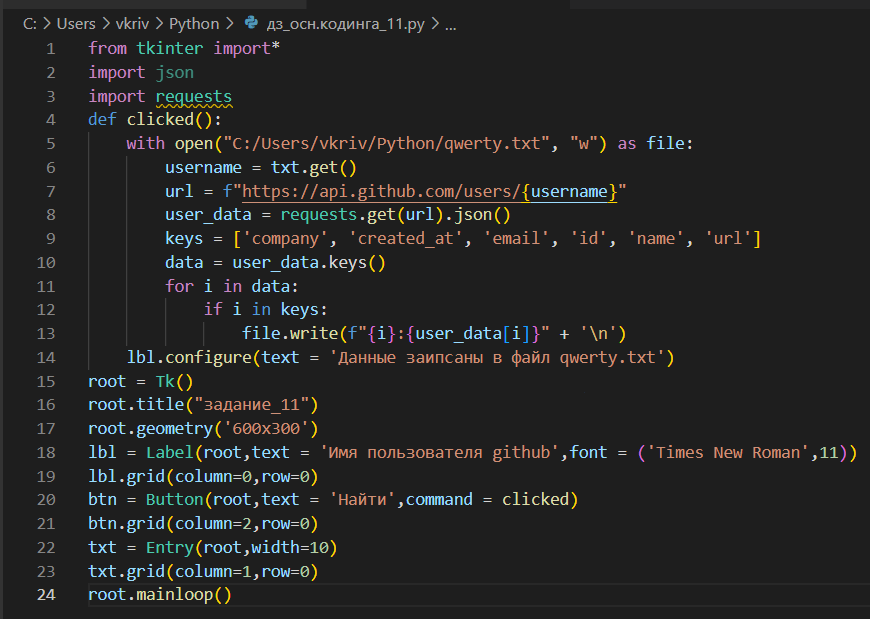 C: > Users > vkriv > Python > дз_осн.кодинга_11.py > ...
1 from tkinter import*
2 import json
3 import requests
4 def clicked():
5     with open("C:/Users/vkriv/Python/qwerty.txt", "w") as file:
6         username = txt.get()
7         url = f"https://api.github.com/users/{username}"
8         user_data = requests.get(url).json()
9         keys = ['company', 'created_at', 'email', 'id', 'name', 'url']
10         data = user_data.keys()
11         for i in data:
12             if i in keys:
13                 file.write(f"{i}:{user_data[i]}" + '\n')
14     lbl.configure(text = 'Данные заипсаны в файл qwerty.txt')
15 root = Tk()
16 root.title("задание_11")
17 root.geometry('600x300')
18 lbl = Label(root,text = 'Имя пользователя github',font = ('Times New Roman',11))
19 lbl.grid(column=0,row=0)
20 btn = Button(root,text = 'Найти',command = clicked)
21 btn.grid(column=2,row=0)
22 txt = Entry(root,width=10)
23 txt.grid(column=1,row=0)
24 root.mainloop()